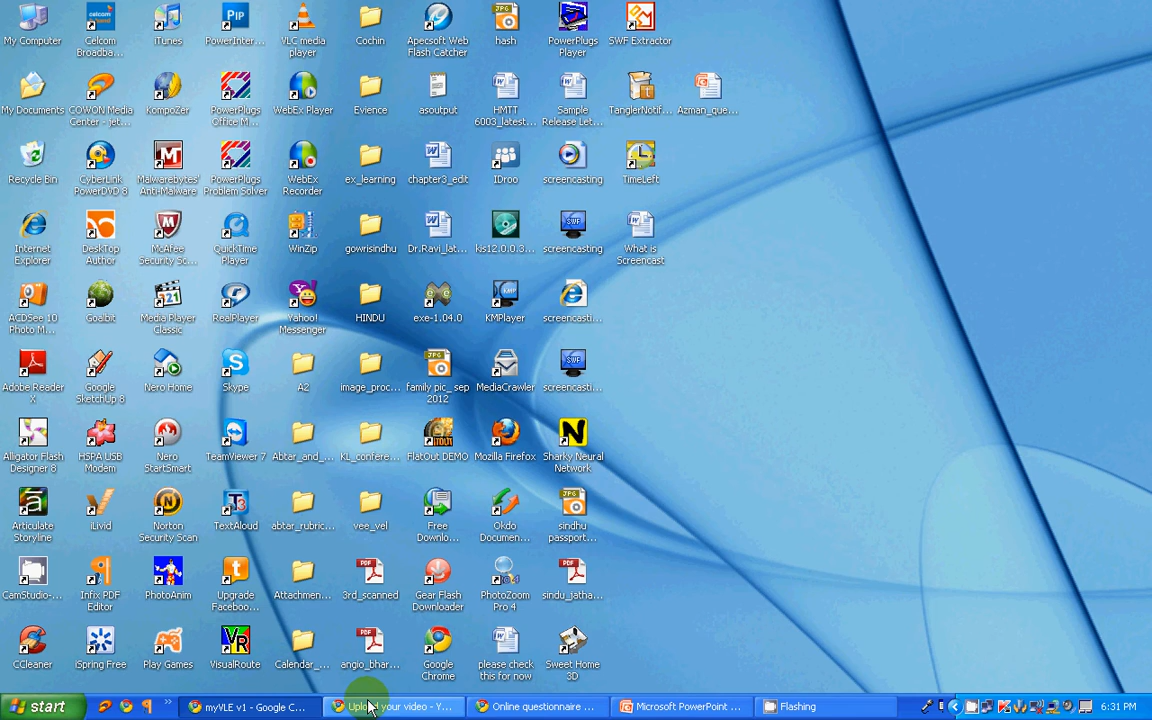 My Computer
Celcom
Broadba...
iTunes
PowerInter...
VLC media
player
Cochin
Apecsoft Web
Flash Catcher
hash
PowerPlugs
Player
SWF Extractor
My Documents
COWON Media
Center - jet...
KompoZer
PowerPlugs
Office M...
WebEx Player
Evience
asoutput
HMTT
6003_latest...
Sample
Release Let...
TanglerNotif...
Azman_que...
Recycle Bin
CyberLink
PowerDVD 8
Malwarebytes'
Anti-Malware
PowerPlugs
Problem Solver
WebEx
Recorder
ex_learning
chapter3_edit
IDroo
screencasting
TimeLeft
Internet
Explorer
DeskTop
Author
McAfee
Security Sc...
QuickTime
Player
WinZip
gowrisindhu
Dr.Ravi_lat...
kis12.0.0.3...
screencasting
What is
Screencast
ACDSee 10
Photo M...
Goalbit
Media Player
Classic
RealPlayer
Yahoo!
Messenger
HINDU
exe-1.04.0
KMPlayer
screencasti...
Adobe Reader
X
Google
SketchUp 8
Nero Home
Skype
A2
image_proc...
family pic_ sep
2012
MediaCrawler
screencasti...
Alligator Flash
Designer 8
HSPA USB
Modem
Nero
StartSmart
TeamViewer 7
Abtar_and_...
KL_confere...
FlatOut DEMO
Mozilla Firefox
Sharky Neural
Network
Articulate
Storyline
iLivid
Norton
Security Scan
TextAloud
abtar_rubric...
vee_vel
Free
Downlo...
Okdo
Documen...
sindhu
passport...
CamStudio-...
Infix PDF
Editor
PhotoAnim
Upgrade
Faceboo...
Attachmen...
3rd_scanned
Gear Flash
Downloader
PhotoZoom
Pro 4
sindu_jatha...
CCleaner
iSpring Free
Play Games
VisualRoute
Calendar_...
angio_bhar...
Google
Chrome
please check
this for now
Sweet Home
3D
start
myVLE v1 - Google C...
Upload your video - Y...
Online questionnaire ...
Microsoft PowerPoint ...
Flashing
6:31 PM